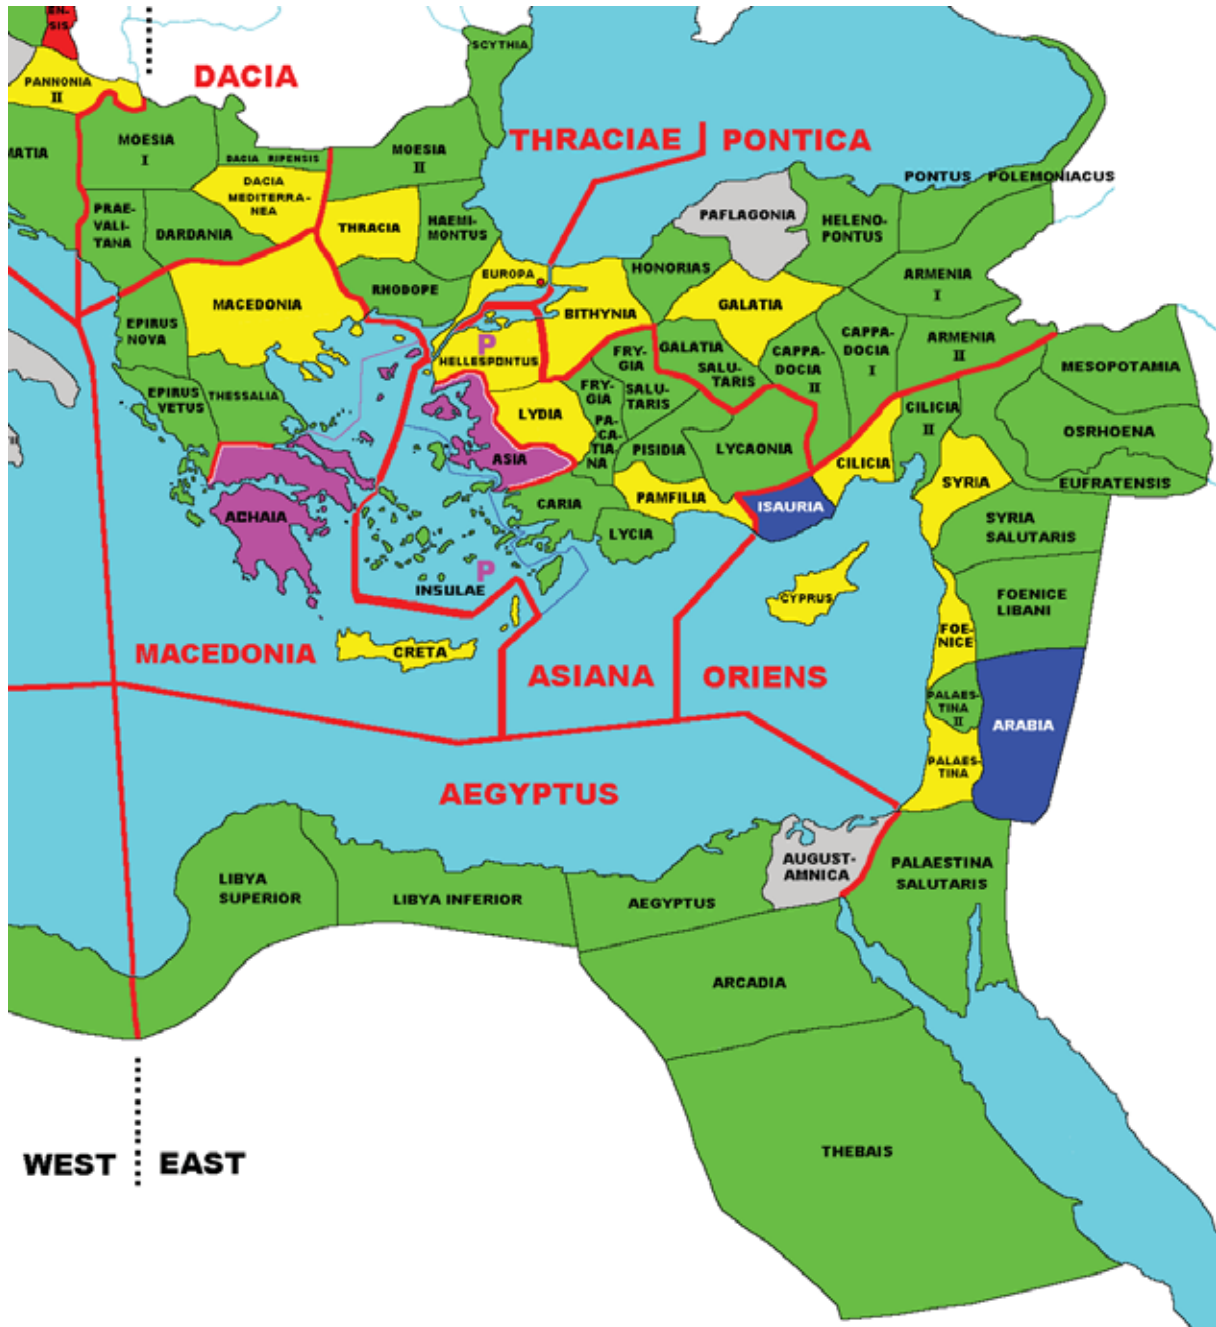 EN-
SIS
SCYTHIA
PANNONIA
II
DACIA
THRACIAE
PONTICA
MATIA
MOESIA
I
DACIA RIPENSIS
MOESIA
II
DACIA
MEDITERRA-
NEA
PONTUS POLEMONIACUS
PRAE-
VALI-
TANA
DARDANIA
THRACIA
HAEMI-
MONTUS
PAFLAGONIA
HELENO-
PONTUS
EUROPA
HONORIAS
ARMENIA
I
RHODOPE
MACEDONIA
BITHYNIA
GALATIA
EPIRUS
NOVA
P
HELLESPONTUS
FRY-
GIA
SALU-
TARIS
GALATIA
SALU-
TARIS
CAPPA-
DOCIA
II
CAPPA-
DOCIA
I
ARMENIA
II
MESOPOTAMIA
EPIRUS
VETUS
THESSALIA
LYDIA
FRY-
GIA
PA-
CA-
TIA-
NA
CILICIA
II
OSRHOENA
PISIDIA
LYCAONIA
CILICIA
ASIA
SYRIA
EUFRATENSIS
ACHAIA
CARIA
PAMFILIA
ISAURIA
SYRIA
SALUTARIS
LYCIA
P
INSULAE
CYPRUS
FOENICE
LIBANI
FOE-
NICE
MACEDONIA
CRETA
ASIANA
ORIENS
PALAES-
TINA
II
ARABIA
PALAES-
TINA
AEGYPTUS
AUGUST-
AMNICA
PALAESTINA
SALUTARIS
LIBYA
SUPERIOR
LIBYA INFERIOR
AEGYPTUS
ARCADIA
THEBAIS
WEST
EAST